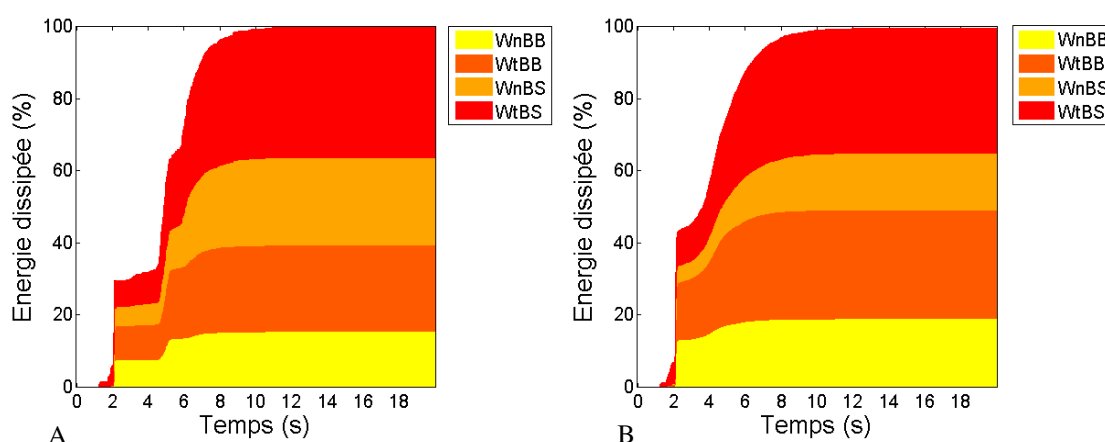 100
80
60
40
20
0
Energie dissipée (%)
0 2 4 6 8 10 12 14 16 18
Temps (s)
WnBB
WtBB
WnBS
WtBS
A
100
80
60
40
20
0
Energie dissipée (%)
0 2 4 6 8 10 12 14 16 18
Temps (s)
WnBB
WtBB
WnBS
WtBS
B